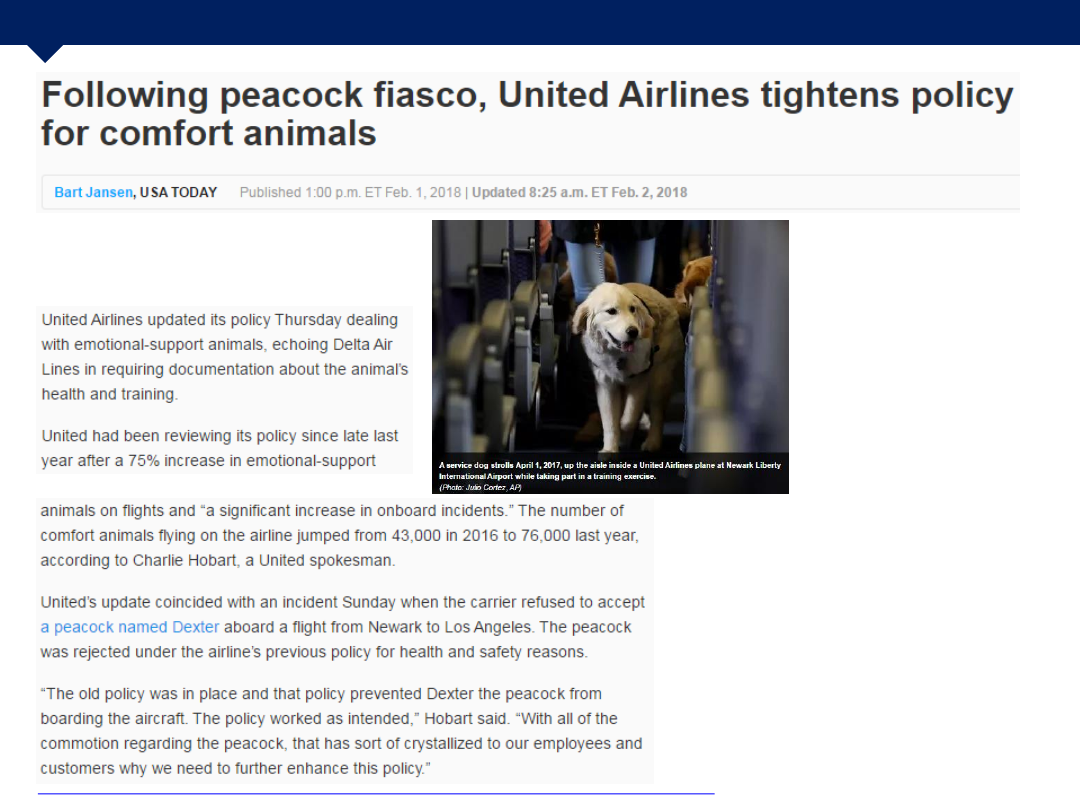 Following peacock fiasco, United Airlines tightens policy
for comfort animals
Bart Jansen, USA TODAY Published 1:00 p.m. ET Feb. 1, 2018 | Updated 8:25 a.m. ET Feb. 2, 2018
A service dog strolls April 1, 2017, up the aisle inside a United Airlines plane at Newark Liberty
International Airport while taking part in a training exercise.
(Photo: Julio Cortez, AP)
United Airlines updated its policy Thursday dealing
with emotional-support animals, echoing Delta Air
Lines in requiring documentation about the animal’s
health and training.
United had been reviewing its policy since late last
year after a 75% increase in emotional-support
animals on flights and “a significant increase in onboard incidents.” The number of
comfort animals flying on the airline jumped from 43,000 in 2016 to 76,000 last year,
according to Charlie Hobart, a United spokesman.
United’s update coincided with an incident Sunday when the carrier refused to accept
a peacock named Dexter aboard a flight from Newark to Los Angeles. The peacock
was rejected under the airline’s previous policy for health and safety reasons.
“The old policy was in place and that policy prevented Dexter the peacock from
boarding the aircraft. The policy worked as intended,” Hobart said. “With all of the
commotion regarding the peacock, that has sort of crystallized to our employees and
customers why we need to further enhance this policy.”